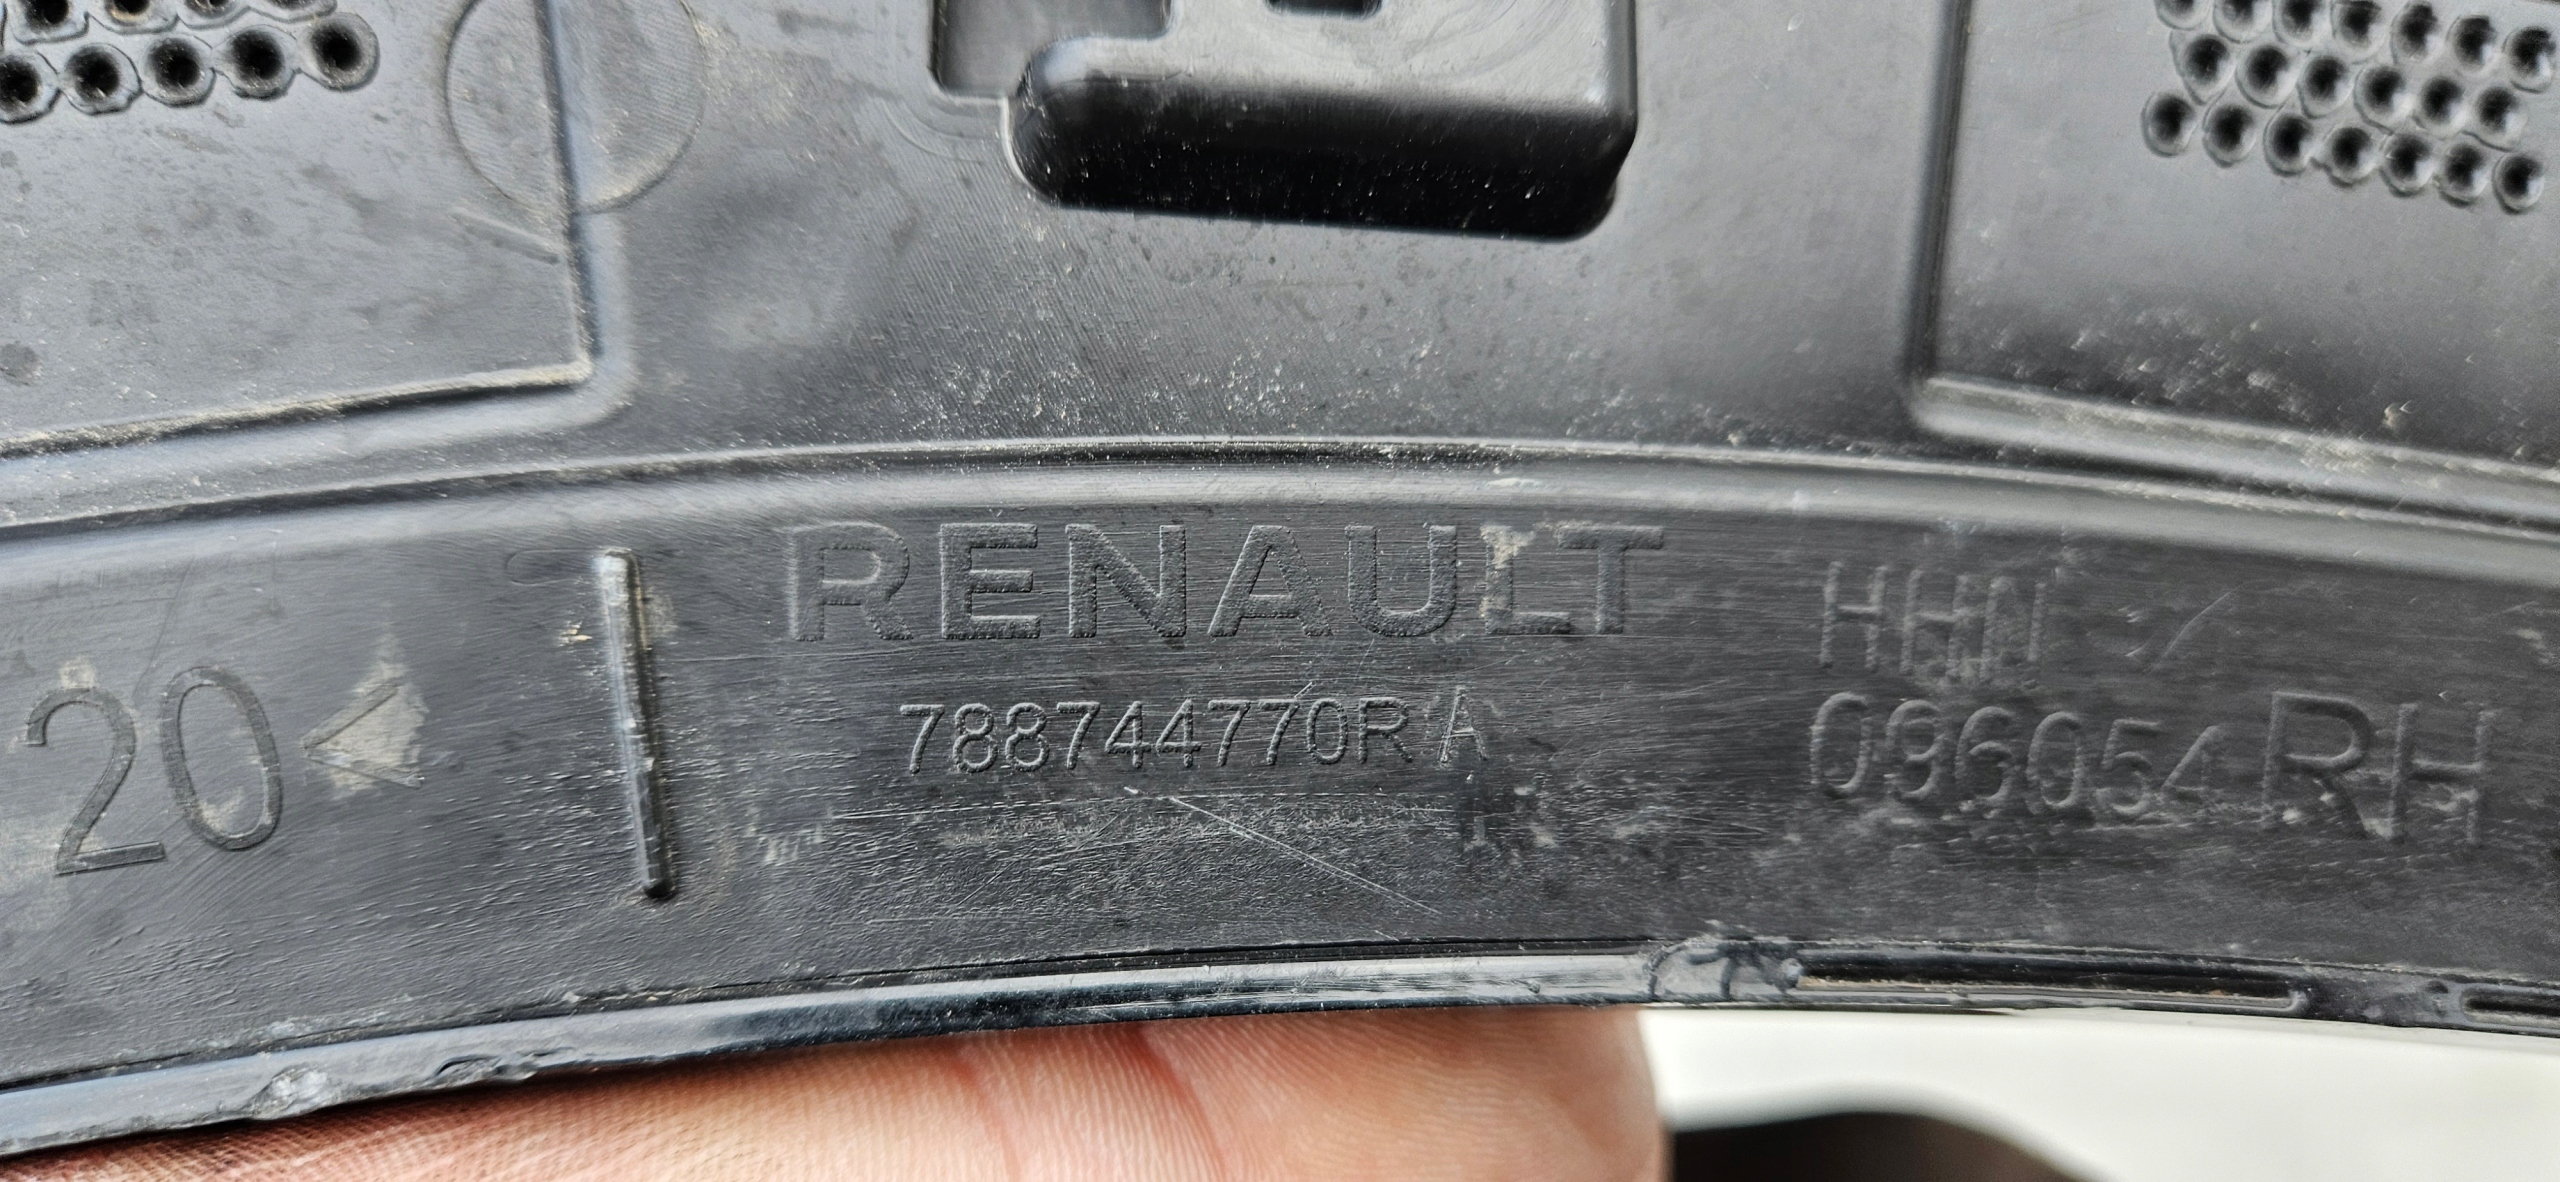 20<
RENAULT
788744770R A
HHN
096054 RH